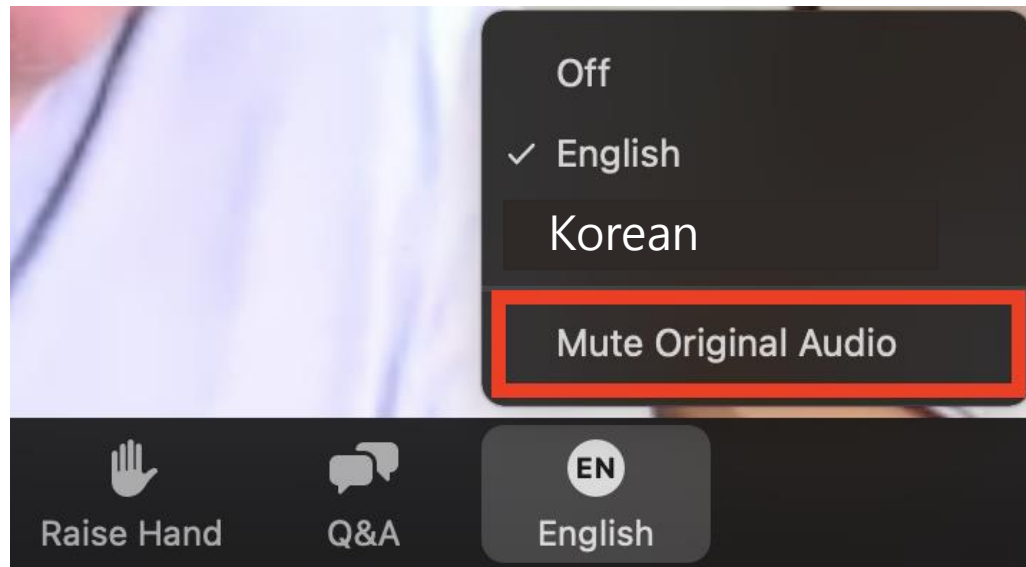 Off
✓ English
Korean
Mute Original Audio
EN
Raise Hand
Q&A
English